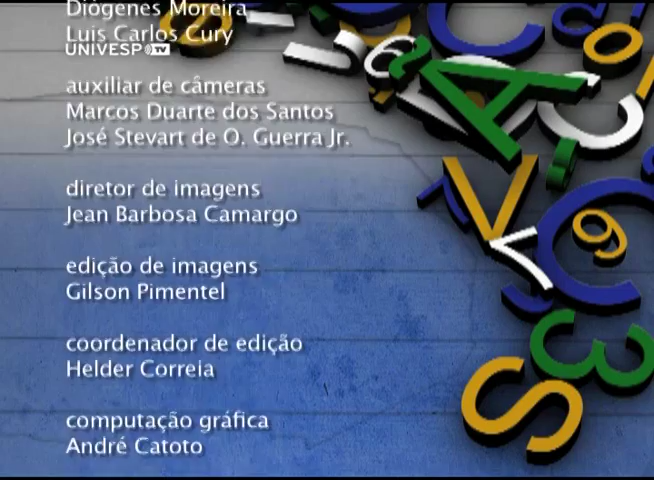 Diógenes Moreira
Luis Carlos Cury
UNIVESP TV
auxiliar de câmeras
Marcos Duarte dos Santos
José Stevart de O. Guerra Jr.
diretor de imagens
Jean Barbosa Camargo
edição de imagens
Gilson Pimentel
coordenador de edição
Helder Correia
computação gráfica
André Catoto